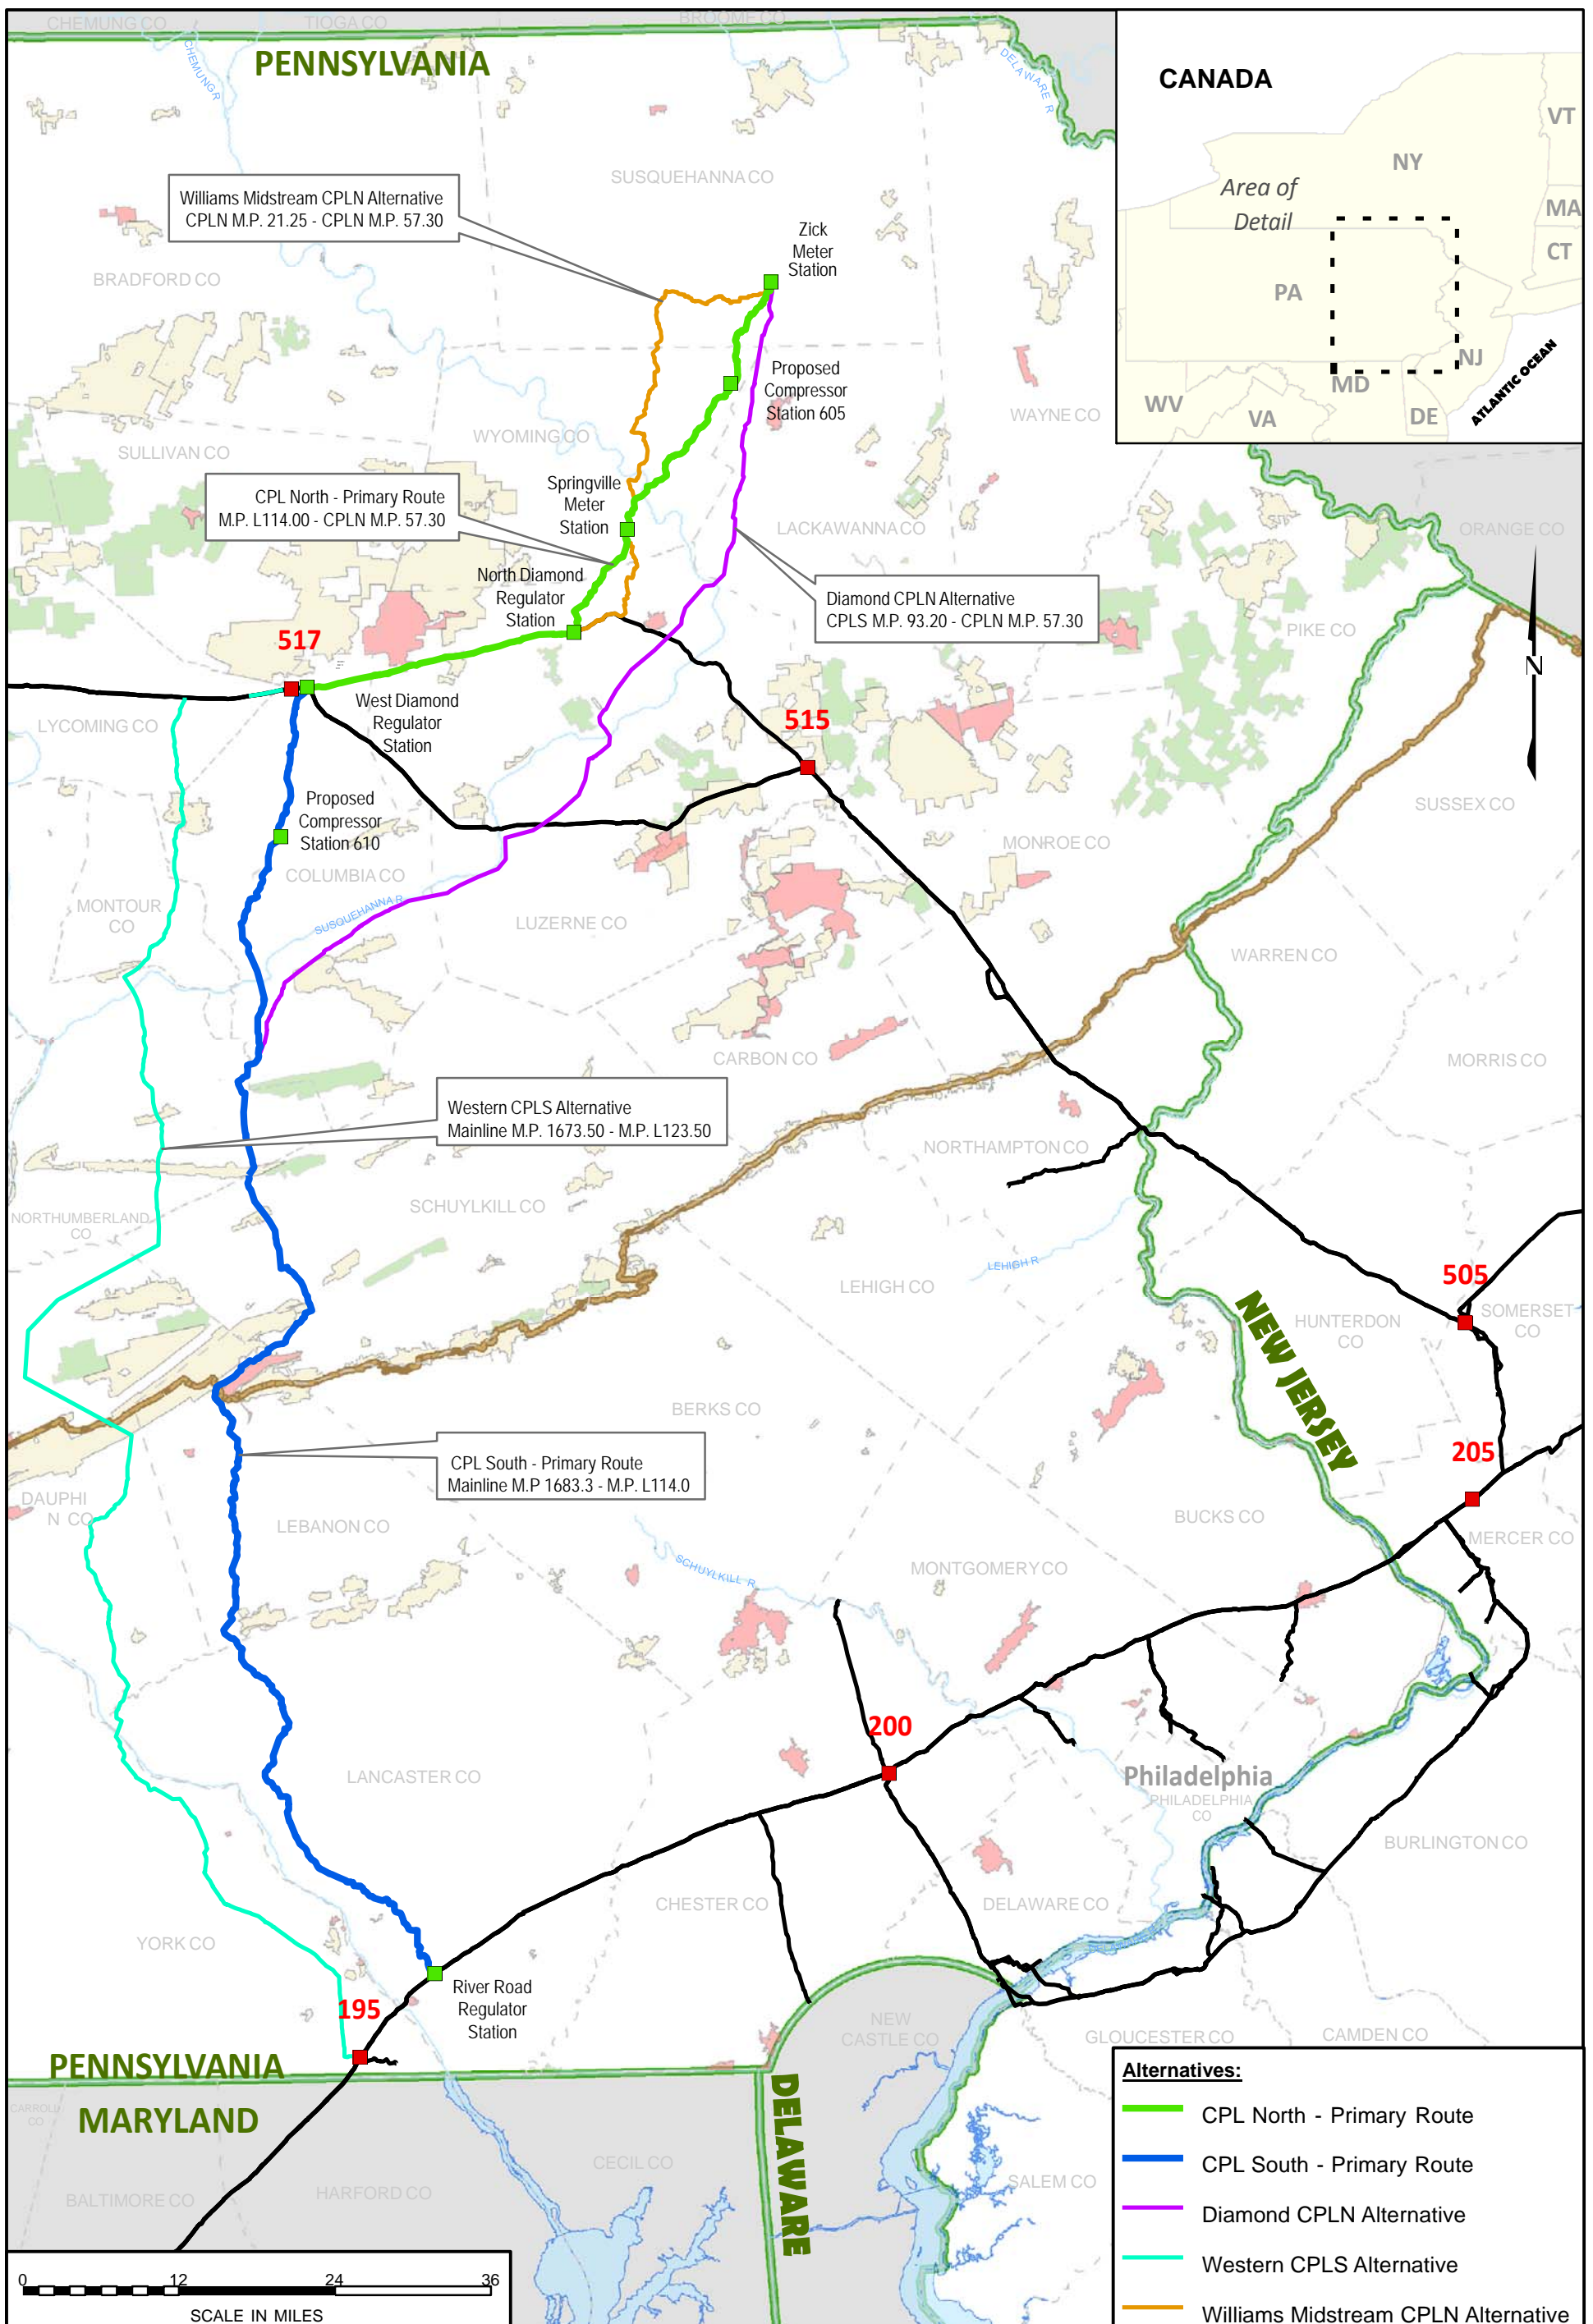 CHEMUNG CO
TIOGA CO
BROOME CO
PENNSYLVANIA
CHEMUNG R
DELAWARE R
CANADA
VT
NY
Area of
Detail
MA
CT
PA
NJ
MD
WV
VA
DE
ATLANTIC OCEAN
SUSQUEHANNA CO
Williams Midstream CPLN Alternative
CPLN M.P. 21.25 - CPLN M.P. 57.30
Zick
Meter
Station
BRADFORD CO
Proposed
Compressor
Station 605
WAYNE CO
WYOMING CO
SULLIVAN CO
CPL North - Primary Route
M.P. L114.00 - CPLN M.P. 57.30
Springville
Meter
Station
LACKAWANNA CO
ORANGE CO
North Diamond
Regulator
Station
Diamond CPLN Alternative
CPLS M.P. 93.20 - CPLN M.P. 57.30
PIKE CO
N
517
West Diamond
Regulator
Station
LYCOMING CO
515
Proposed
Compressor
Station 610
SUSSEX CO
MONROE CO
COLUMBIA CO
MONTOUR
CO
SUSQUEHANNA R
LUZERNE CO
WARREN CO
CARBON CO
MORRIS CO
Western CPLS Alternative
Mainline M.P. 1673.50 - M.P. L123.50
NORTHAMPTON CO
SCHUYLKILL CO
NORTHUMBERLAND
CO
LEHIGH R
LEHIGH CO
505
NEW JERSEY
HUNTERDON
CO
SOMERSET
CO
BERKS CO
CPL South - Primary Route
Mainline M.P 1683.3 - M.P. L114.0
205
DAUPHI
N CO
LEBANON CO
BUCKS CO
MERCER CO
SCHUYLKILL R
MONTGOMERY CO
200
LANCASTER CO
Philadelphia
PHILADELPHIA
CO
BURLINGTON CO
CHESTER CO
DELAWARE CO
YORK CO
River Road
Regulator
Station
195
NEW
CASTLE CO
GLOUCESTER CO
CAMDEN CO
PENNSYLVANIA
MARYLAND
DELAWARE
CARROLL
CO
CECIL CO
SALEM CO
BALTIMORE CO
HARFORD CO
Alternatives:
CPL North - Primary Route
CPL South - Primary Route
Diamond CPLN Alternative
Western CPLS Alternative
Williams Midstream CPLN Alternative
0 12 24 36
SCALE IN MILES